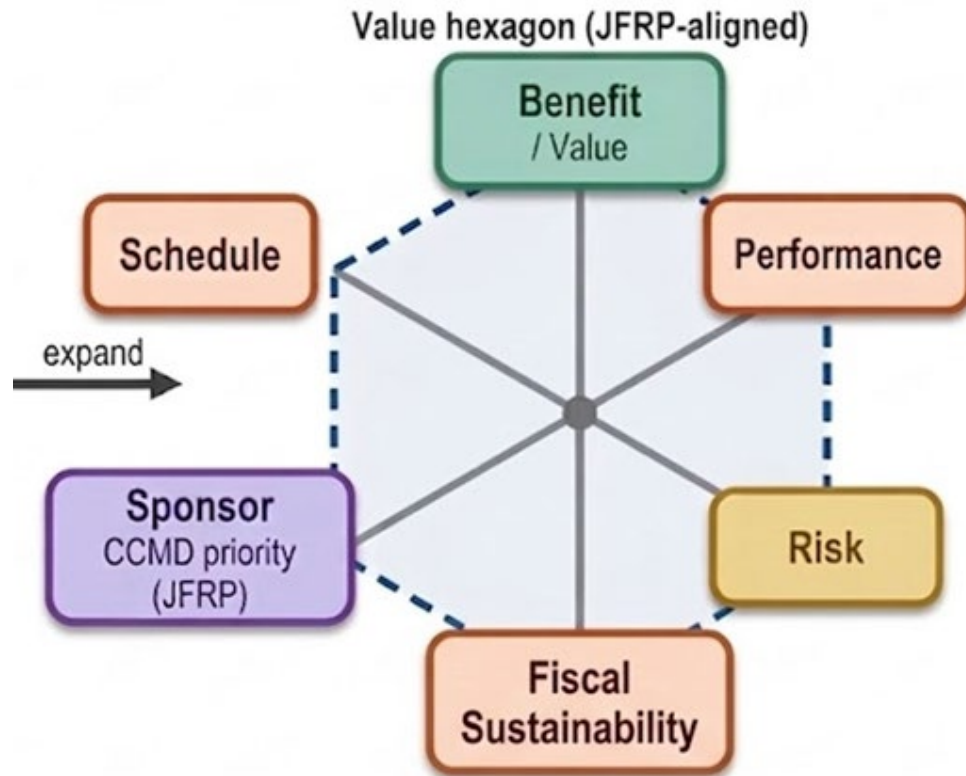 Value hexagon (JFRP-aligned)
Benefit
/ Value
Schedule
Performance
expand
Sponsor
CCMD priority
(JFRP)
Risk
Fiscal
Sustainability